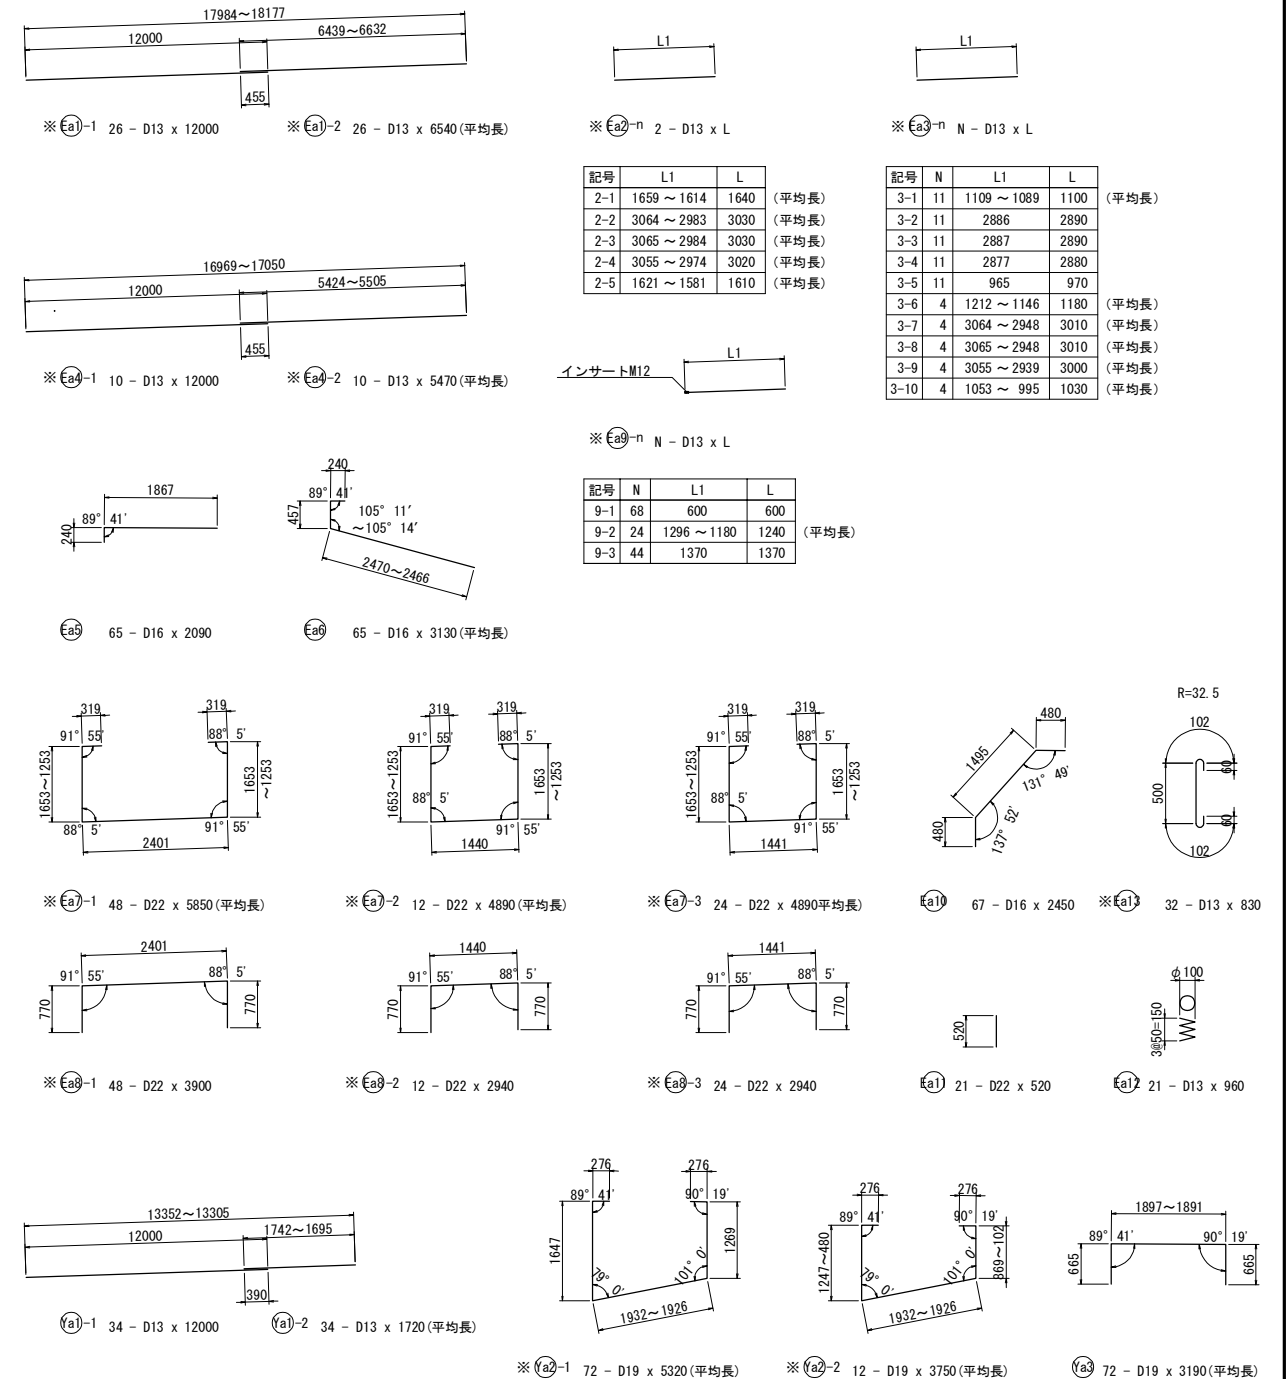 17984～18177
12000
6439～6632
455
※ Ea1-1 26 - D13 x 12000
※ Ea1-2 26 - D13 x 6540(平均長)
L1
※ Ea2-n 2 - D13 x L
L1
※ Ea3-n N - D13 x L
記号 L1 L
2-1 1659 ～ 1614 1640 (平均長)
2-2 3064 ～ 2983 3030 (平均長)
2-3 3065 ～ 2984 3030 (平均長)
2-4 3055 ～ 2974 3020 (平均長)
2-5 1621 ～ 1581 1610 (平均長)
記号 N L1 L
3-1 11 1109 ～ 1089 1100 (平均長)
3-2 11 2886 2890
3-3 11 2887 2890
3-4 11 2877 2880
3-5 11 965 970
3-6 4 1212 ～ 1146 1180 (平均長)
3-7 4 3064 ～ 2948 3010 (平均長)
3-8 4 3065 ～ 2948 3010 (平均長)
3-9 4 3055 ～ 2939 3000 (平均長)
3-10 4 1053 ～ 995 1030 (平均長)
16969～17050
12000
5424～5505
455
※ Ea4-1 10 - D13 x 12000
※ Ea4-2 10 - D13 x 5470(平均長)
インサートM12
L1
※ Ea9-n N - D13 x L
記号 N L1 L
9-1 68 600 600
9-2 24 1296 ～ 1180 1240 (平均長)
9-3 44 1370 1370
1867
89° 41′
240
Ea5 65 - D16 x 2090
240
89° 41′
457
105° 11′
～105° 14′
2470～2466
Ea6 65 - D16 x 3130(平均長)
319
319
91° 55′
88° 5′
1653～1253
1653
～1253
88° 5′
91° 55′
2401
※ Ea7-1 48 - D22 x 5850(平均長)
319
319
91° 55′
88° 5′
1653～1253
1653
～1253
88° 5′
91° 55′
1440
※ Ea7-2 12 - D22 x 4890(平均長)
319
319
91° 55′
88° 5′
1653～1253
1653
～1253
88° 5′
91° 55′
1441
※ Ea7-3 24 - D22 x 4890平均長)
480
1495
131° 49′
480
137° 52′
Ea10 67 - D16 x 2450
R=32.5
102
60
500
60
102
※ Ea13 32 - D13 x 830
2401
91° 55′
88° 5′
770
770
※ Ea8-1 48 - D22 x 3900
1440
91° 55′
88° 5′
770
770
※ Ea8-2 12 - D22 x 2940
1441
91° 55′
88° 5′
770
770
※ Ea8-3 24 - D22 x 2940
520
Ea11 21 - D22 x 520
φ100
3@50=150
Ea12 21 - D13 x 960
13352～13305
12000
1742～1695
390
Ya1-1 34 - D13 x 12000
Ya1-2 34 - D13 x 1720(平均長)
276
276
89° 41′
90° 19′
1647
1269
79° 0′
101° 0′
1932～1926
※ Ya2-1 72 - D19 x 5320(平均長)
276
276
89° 41′
90° 19′
1247～480
869～102
79° 0′
101° 0′
1932～1926
※ Ya2-2 12 - D19 x 3750(平均長)
1897～1891
89° 41′
90° 19′
665
665
Ya3 72 - D19 x 3190(平均長)